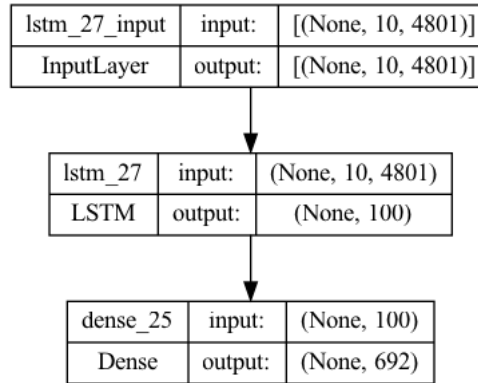 lstm_27_input input: [(None, 10, 4801)]
InputLayer output: [(None, 10, 4801)]
lstm_27 input: (None, 10, 4801)
LSTM output: (None, 100)
dense_25 input: (None, 100)
Dense output: (None, 692)